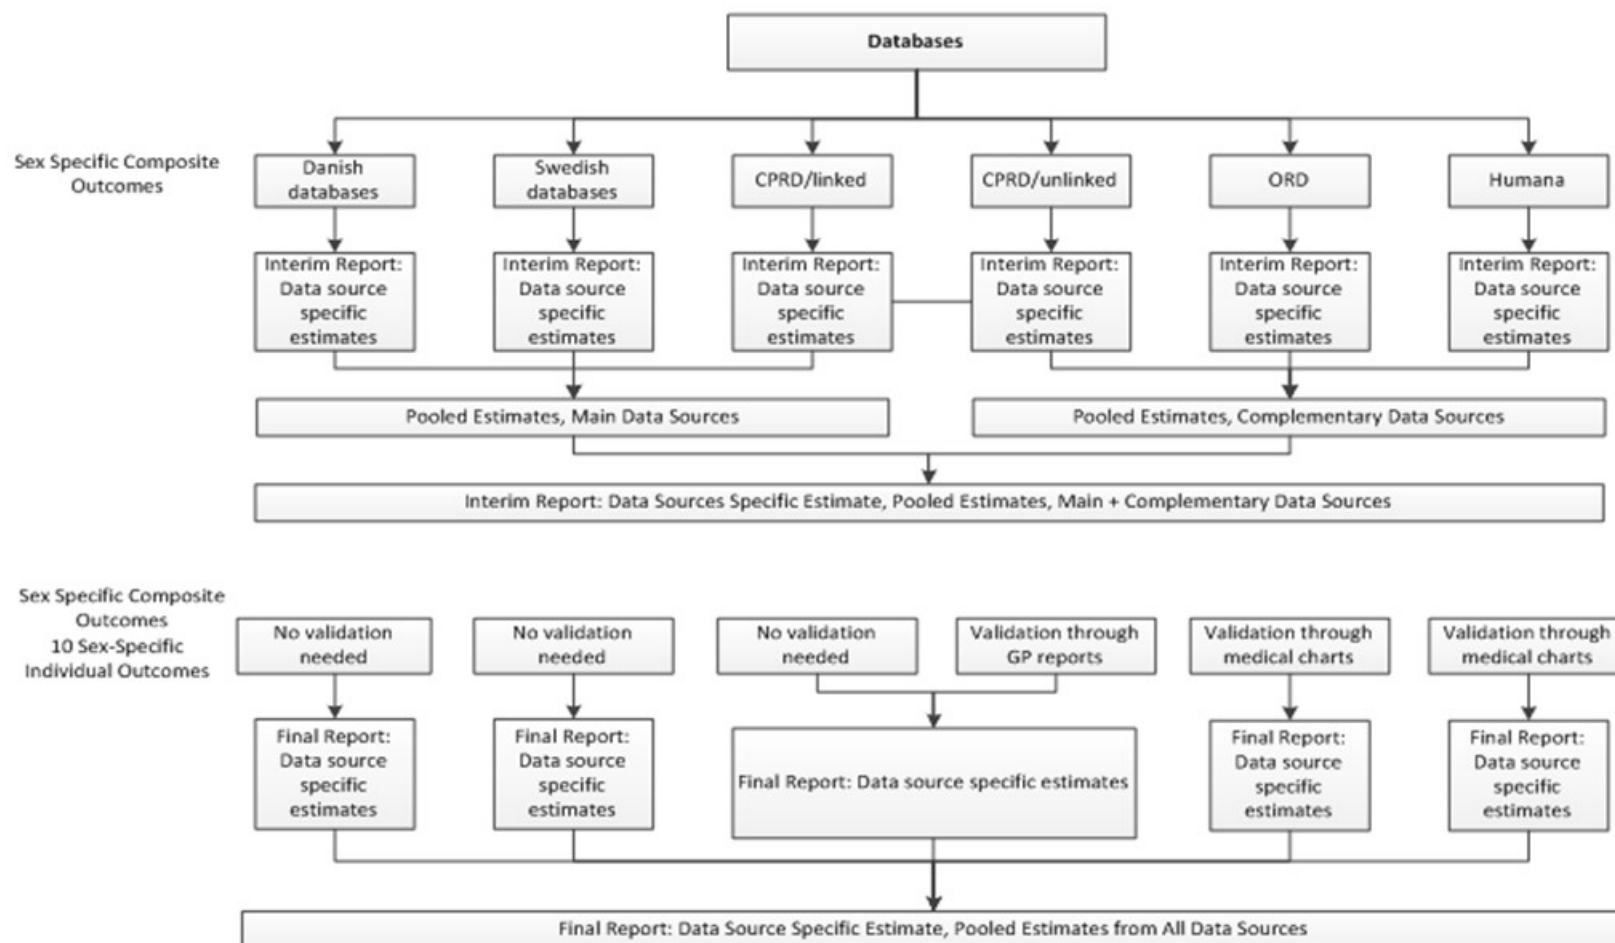 Databases
Sex Specific Composite
Outcomes
Danish
databases
Swedish
databases
CPRD/linked
CPRD/unlinked
ORD
Humana
Interim Report:
Data source
specific
estimates
Interim Report:
Data source
specific
estimates
Interim Report:
Data source
specific
estimates
Interim Report:
Data source
specific
estimates
Interim Report:
Data source
specific
estimates
Interim Report:
Data source
specific
estimates
Pooled Estimates, Main Data Sources
Pooled Estimates, Complementary Data Sources
Interim Report: Data Sources Specific Estimate, Pooled Estimates, Main + Complementary Data Sources
Sex Specific Composite
Outcomes
10 Sex-Specific
Individual Outcomes
No validation
needed
No validation
needed
No validation
needed
Validation through
GP reports
Validation through
medical charts
Validation through
medical charts
Final Report:
Data source
specific
estimates
Final Report:
Data source
specific
estimates
Final Report: Data source specific estimates
Final Report:
Data source
specific
estimates
Final Report:
Data source
specific
estimates
Final Report: Data Source Specific Estimate, Pooled Estimates from All Data Sources